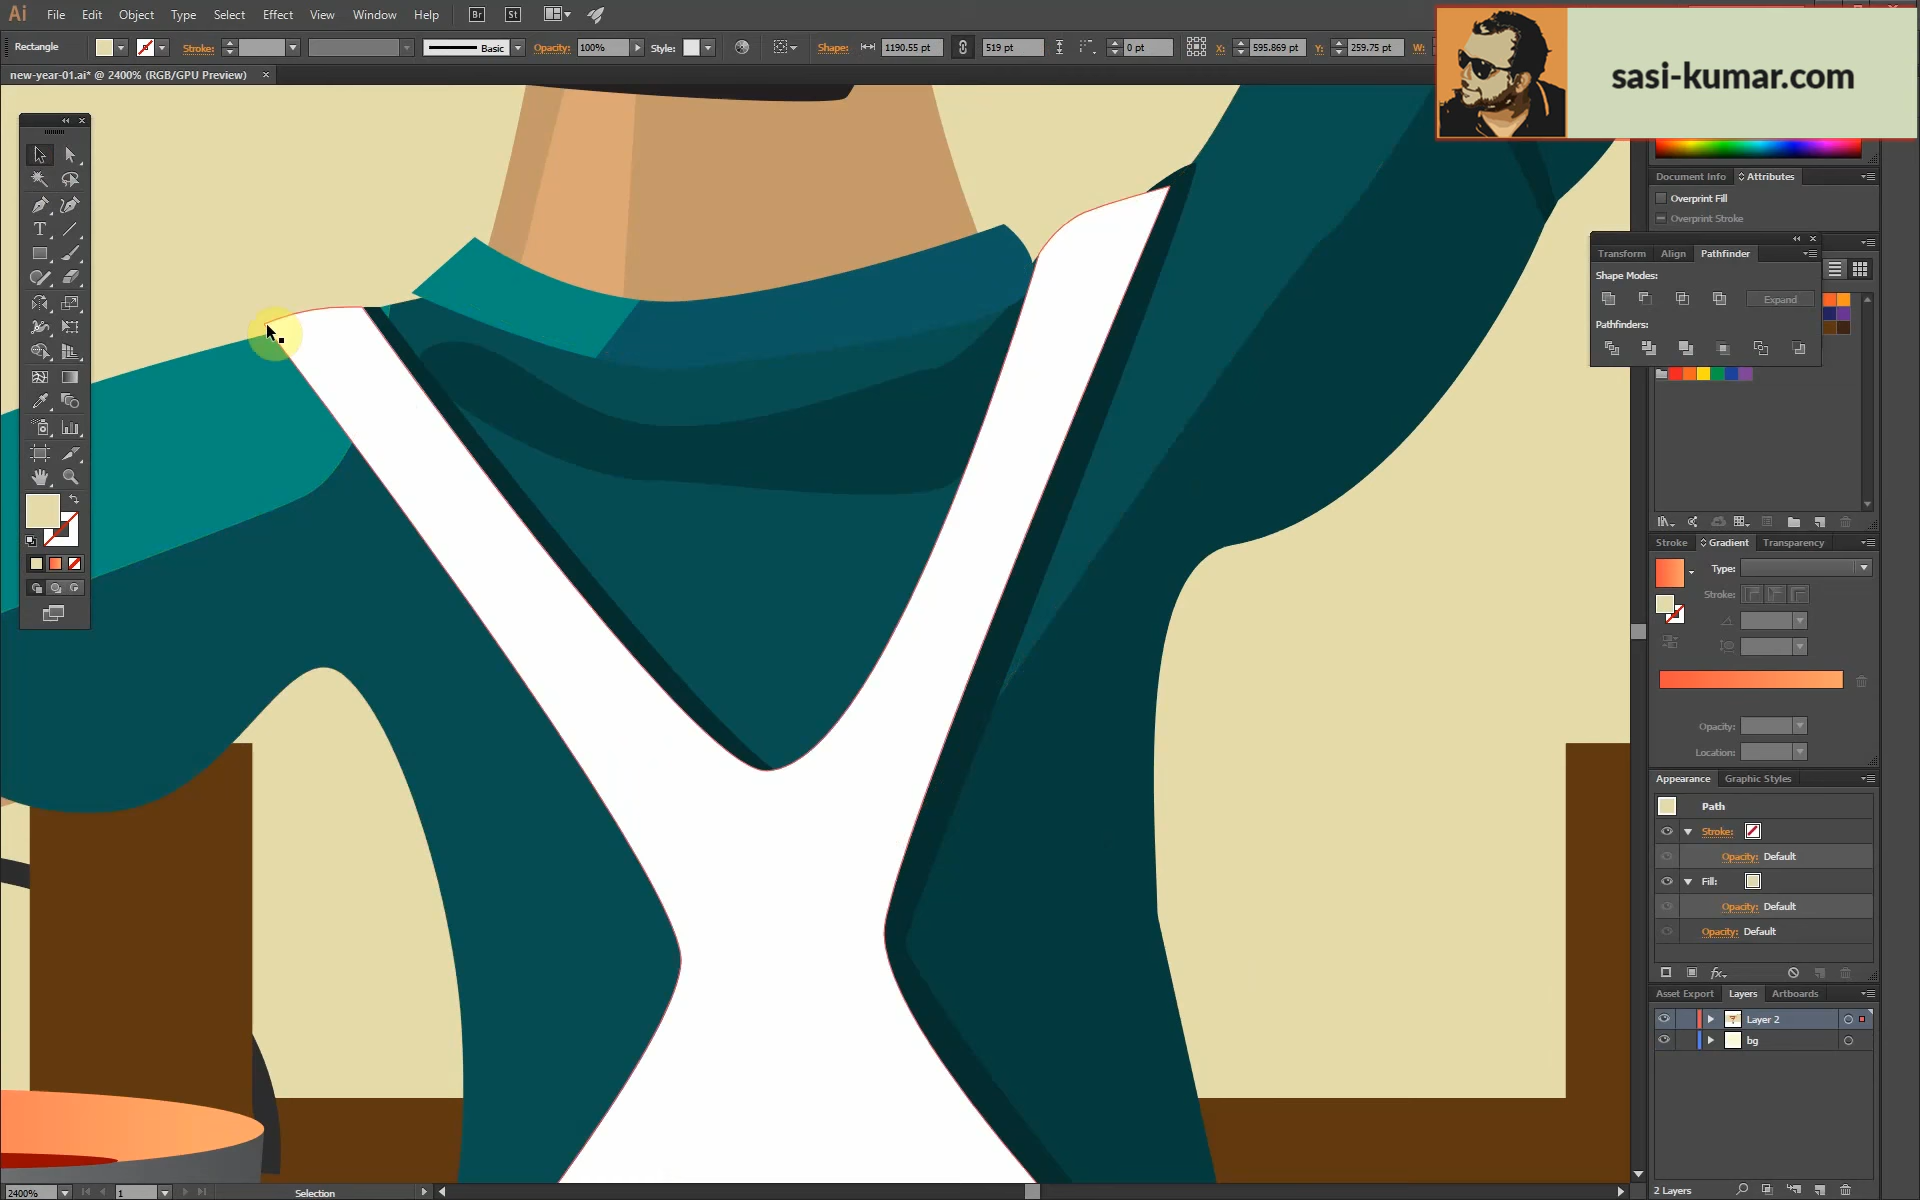 Ai File Edit Object Type Select Effect View Window Help Br St
Rectangle Stroke: Basic Opacity: 100% Style: Shape: 1190.55 pt 519 pt 0 pt X: 595.869 pt Y: 259.75 pt W:
sasi-kumar.com
new-year-01.ai* @ 2400% (RGB/GPU Preview) ×
Document Info Attributes
Overprint Fill
Overprint Stroke
Transform Align Pathfinder
Shape Modes:
Expand
Pathfinders:
Stroke Gradient Transparency
Type:
Stroke:
Opacity:
Location:
Appearance Graphic Styles
Path
Stroke:
Opacity: Default
Fill:
Opacity: Default
Opacity: Default
fx
Asset Export Layers Artboards
Layer 2
bg
2400% 1 Selection
2 Layers